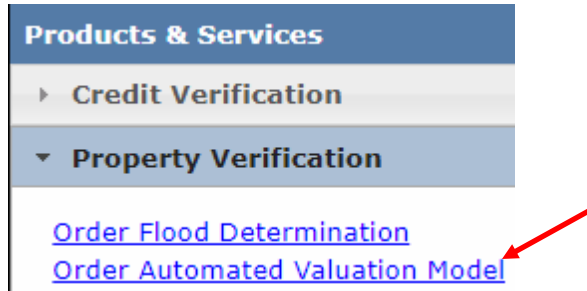 Products & Services
Credit Verification
Property Verification
Order Flood Determination
Order Automated Valuation Model